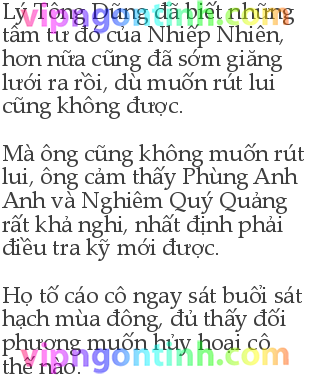 Lý Tông Dũng đã biết những
tâm tư đó của Nhiếp Nhiên,
hơn nữa cũng đã sớm giăng
lưới ra rồi, dù muốn rút lui
cũng không được.
Mà ông cũng không muốn rút
lui, ông cảm thấy Phùng Anh
Anh và Nghiêm Quý Quảng
rất khả nghi, nhất định phải
điều tra kỹ mới được.
Họ tố cáo cô ngay sát buổi sát
hạch mùa đông, đủ thấy đối
phương muốn hủy hoại cô
thế nào.
vipngontinh.com
vipngontinh.com